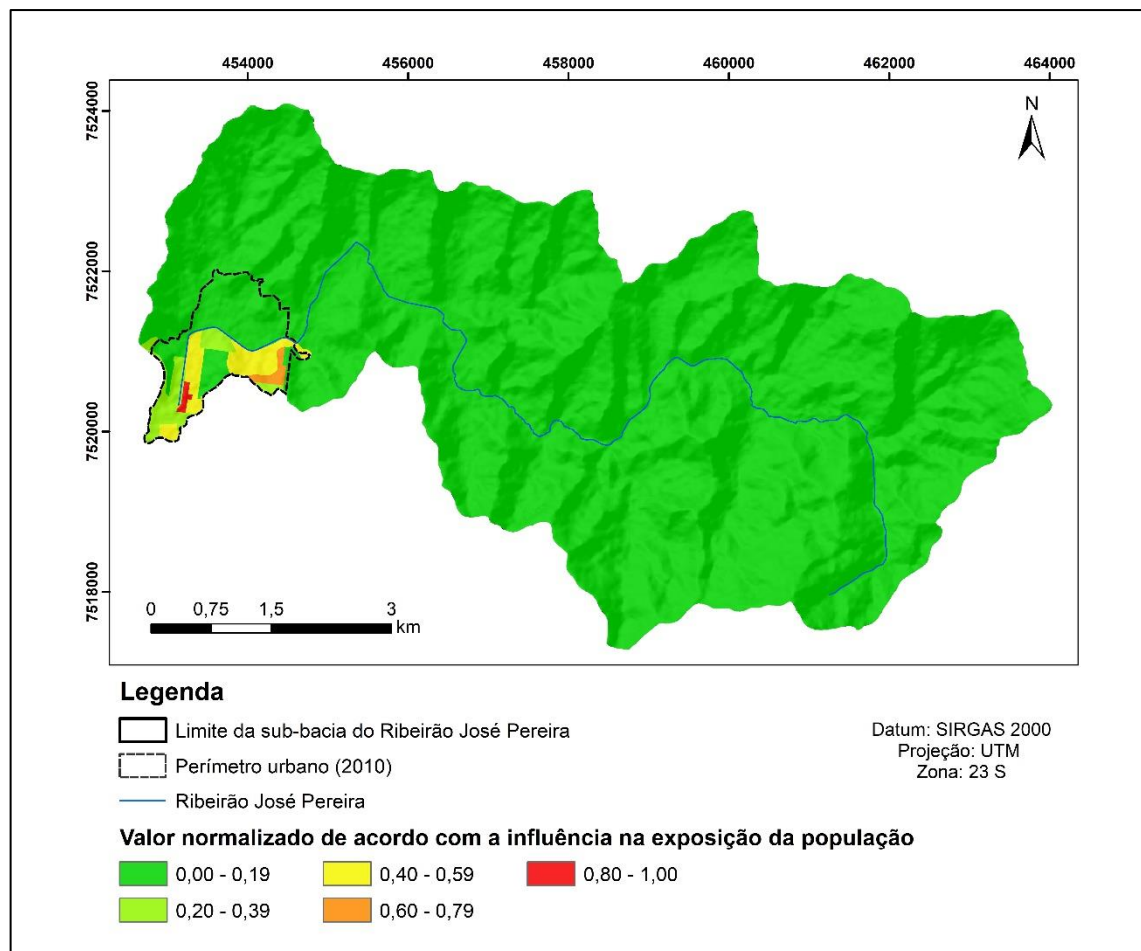 454000 456000 458000 460000 462000 464000
7524000
7522000
7520000
7518000
N
0 0,75 1,5 3
km
Legenda
Limite da sub-bacia do Ribeirão José Pereira
Perímetro urbano (2010)
Ribeirão José Pereira
Datum: SIRGAS 2000
Projeção: UTM
Zona: 23 S
Valor normalizado de acordo com a influência na exposição da população
0,00 - 0,19 0,40 - 0,59 0,80 - 1,00
0,20 - 0,39 0,60 - 0,79